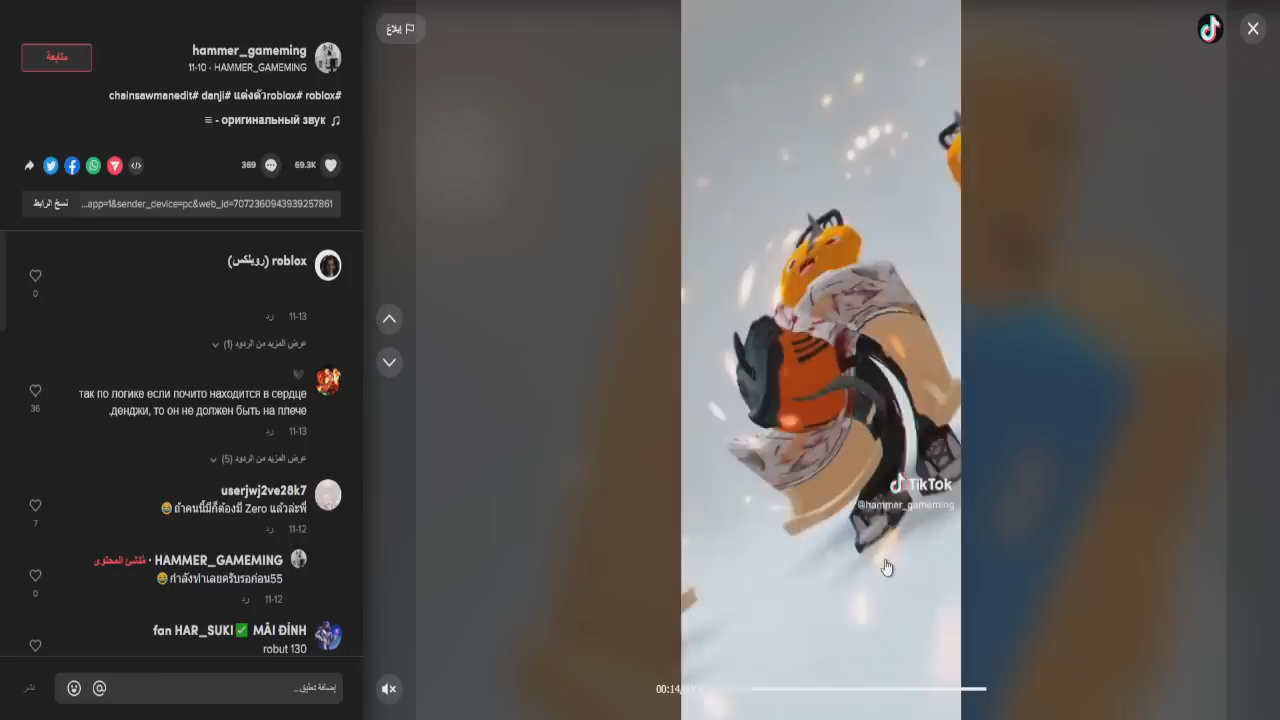 متابعة
hammer_gameming
HAMMER_GAMEMING · 11-10
#roblox #แต่งตัวroblox #danji #chainsawmanedit
оригинальный звук - ≡
369
69.3K
نسخ الرابط
...app=1&sender_device=pc&web_id=7072360943939257861
roblox (روبلكس)
0
11-13 رد
عرض المزيد من الردود (1)
так по логике если почито находится в сердце
денджи, то он не должен быть на плече.
36
11-13 رد
عرض المزيد من الردود (5)
userjwj2ve28k7
ถ้าคนนี้มีก็ต้องมี Zero แล้วล่ะพี่😂
7
11-12 رد
HAMMER_GAMEMING · مُنشئ المحتوى
กำลังทำเลยครับรอก่อน55😂
0
11-12 رد
fan HAR_SUKI✅ MÃI ĐỈNH
robut 130
إضافة تعليق...
نشر
إبلاغ
TikTok
@hammer_gameming
00:14/